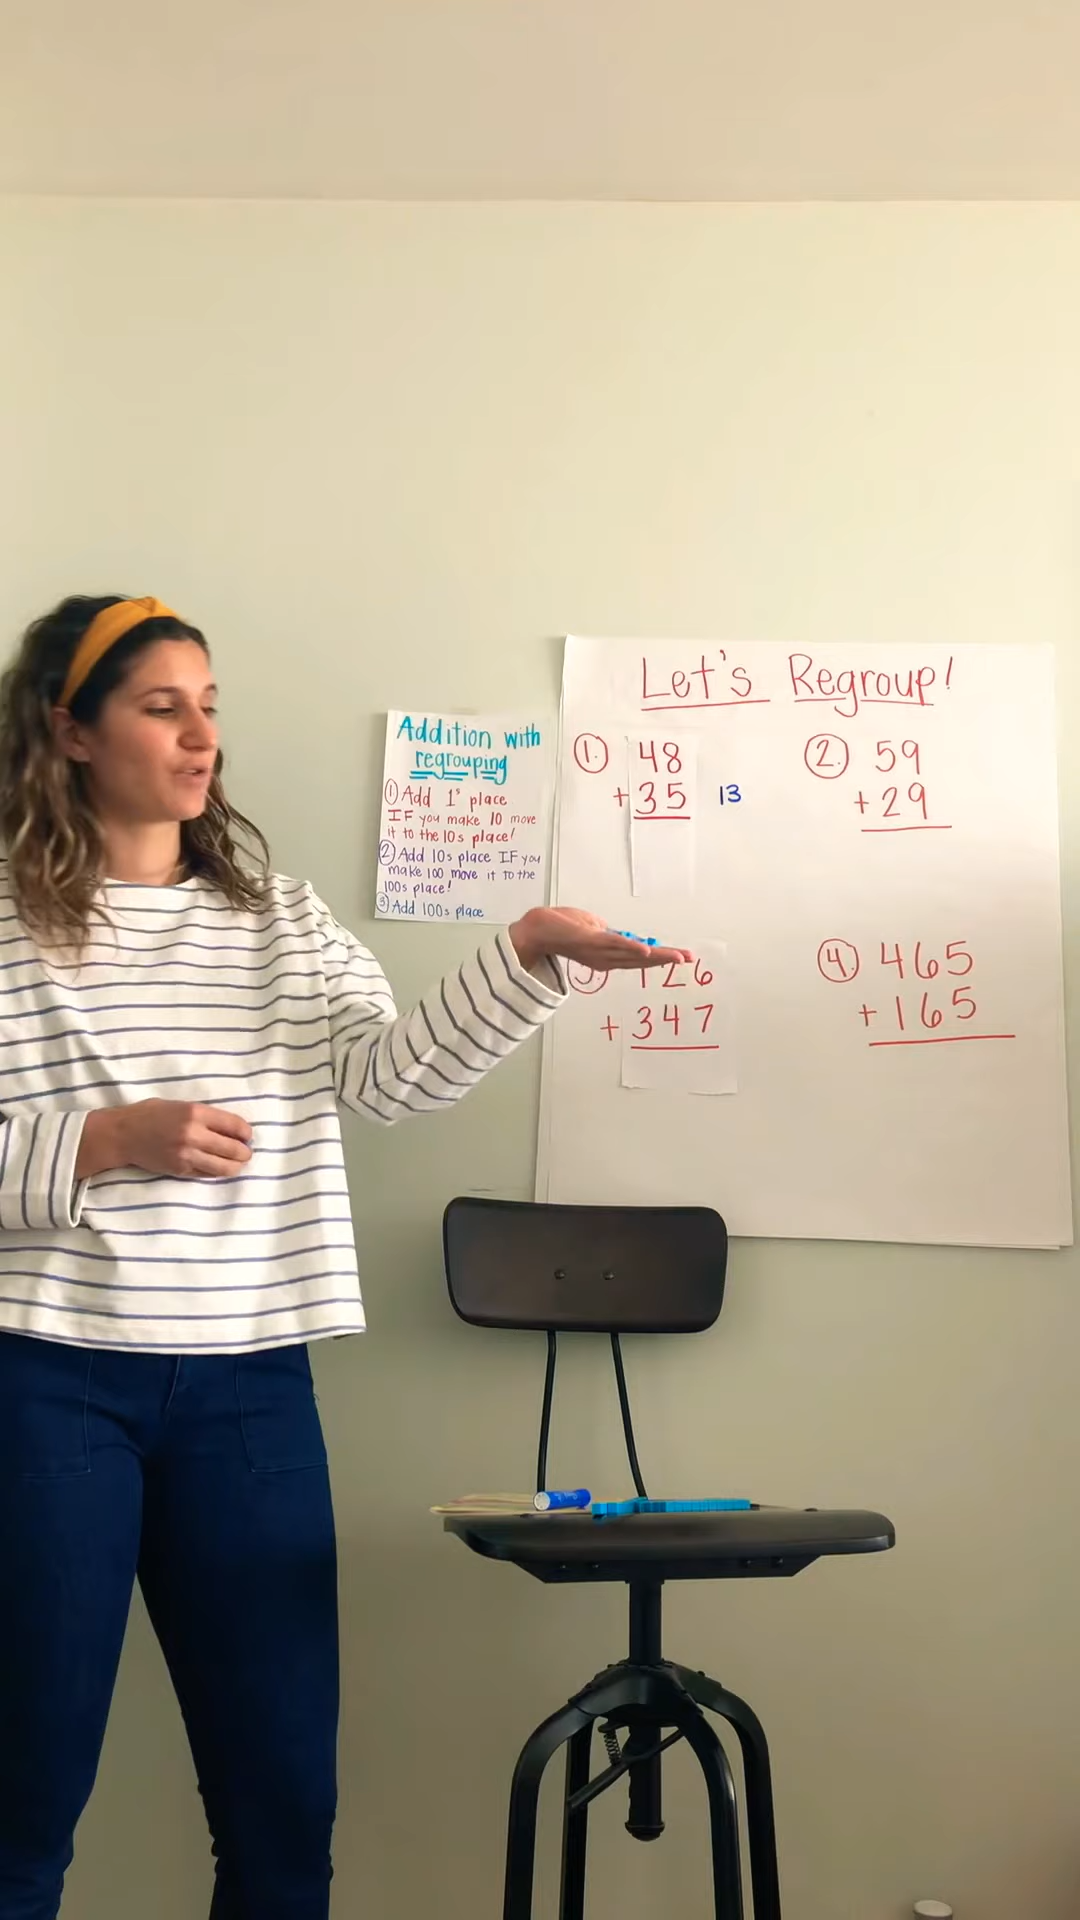 Let's Regroup!
Addition with
regrouping
① Add 1s place
IF you make 10 move
it to the 10s place!
② Add 10s place IF you
make 100 move it to the
100s place!
③ Add 100s place
1. 48
+35 13
2. 59
+29
26
+347
4. 465
+165